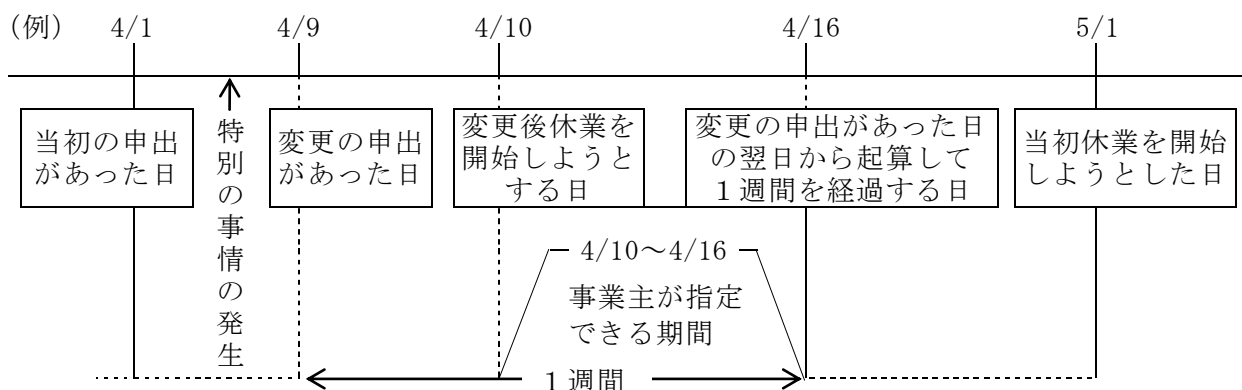 (例) 4/1 4/9 4/10 4/16 5/1
当初の申出
があった日
特別の事情の発生
変更の申出
があった日
変更後休業を
開始しようと
する日
変更の申出があった日
の翌日から起算して
１週間を経過する日
当初休業を開始
しようとした日
4/10～4/16
事業主が指定
できる期間
１週間